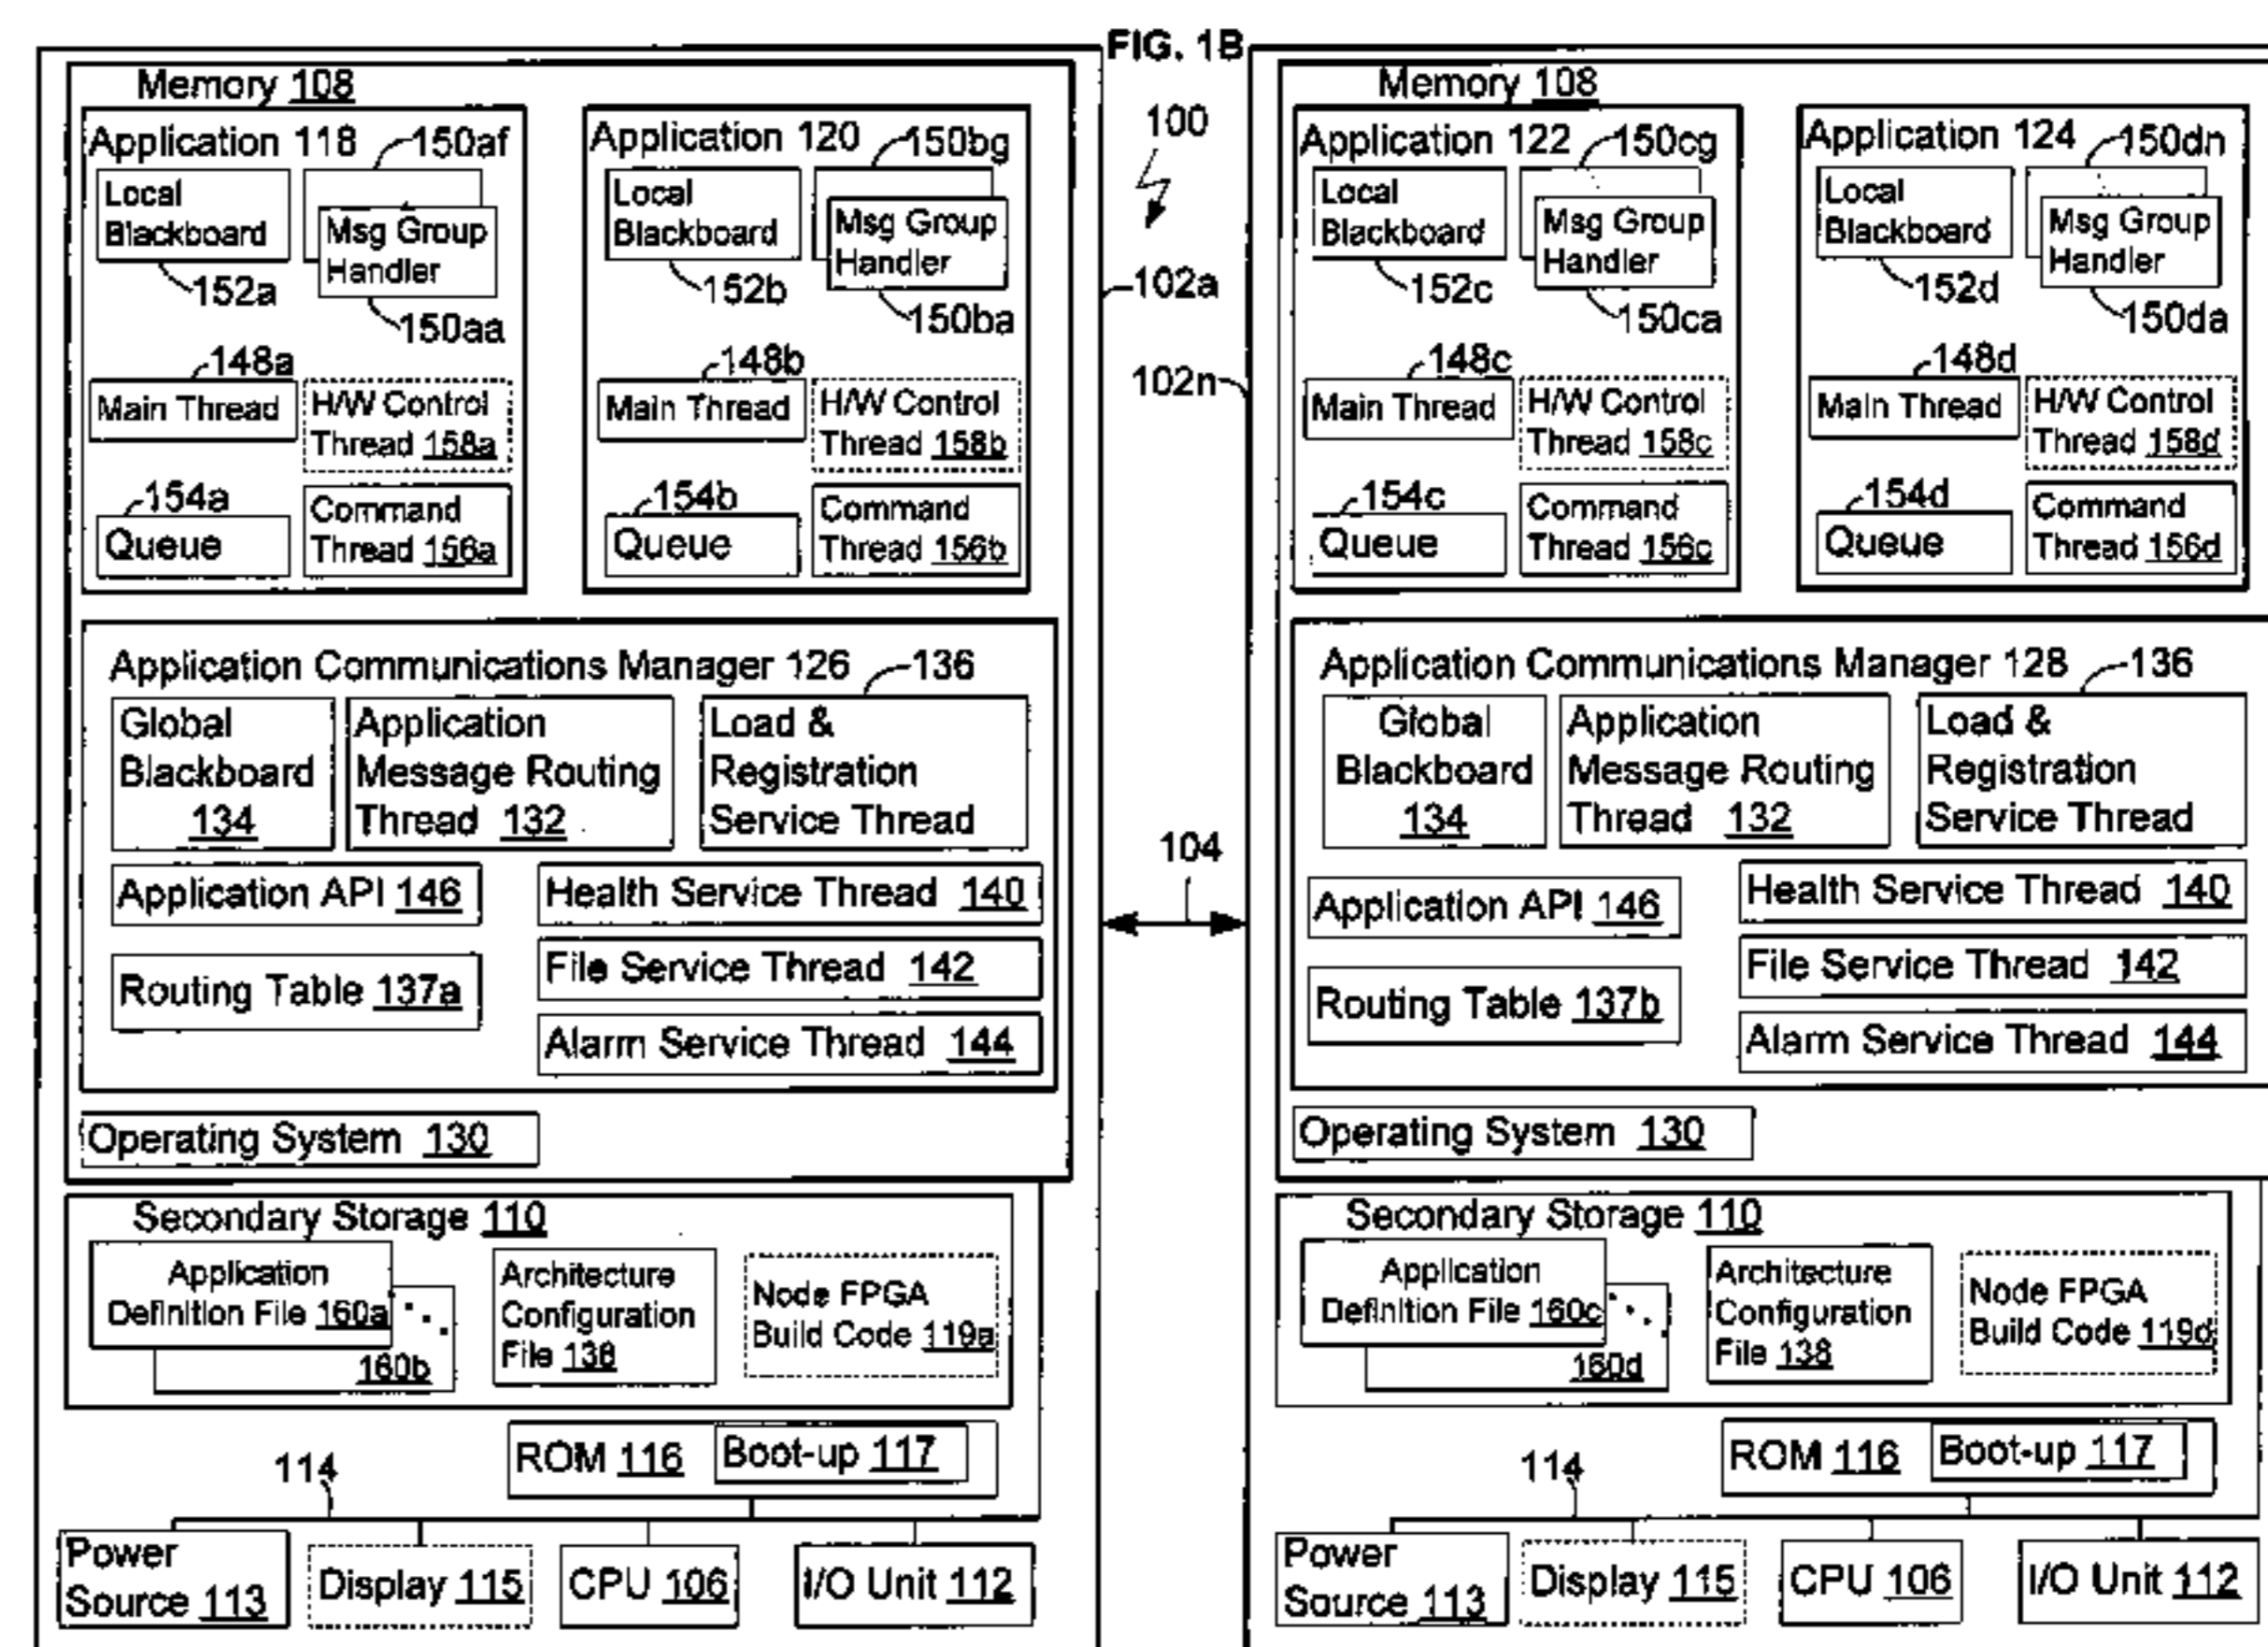 FIG. 1B
100
102a
102n
104
Memory 108
Application 118
150af
Local
Blackboard
Msg Group
Handler
152a
150aa
148a
Main Thread
H/W Control
Thread 158a
154a
Queue
Command
Thread 156a
Application 120
150bg
Local
Blackboard
Msg Group
Handler
152b
150ba
148b
Main Thread
H/W Control
Thread 158b
154b
Queue
Command
Thread 156b
Application Communications Manager 126
136
Global
Blackboard
134
Application
Message Routing
Thread 132
Load &
Registration
Service Thread
Application API 146
Health Service Thread 140
File Service Thread 142
Routing Table 137a
Alarm Service Thread 144
Operating System 130
Secondary Storage 110
Application
Definition File 160a
160b
Architecture
Configuration
File 138
Node FPGA
Build Code 119a
ROM 116
Boot-up 117
114
Power
Source 113
Display 115
CPU 106
I/O Unit 112
Memory 108
Application 122
150cg
Local
Blackboard
Msg Group
Handler
152c
150ca
148c
Main Thread
H/W Control
Thread 158c
154c
Queue
Command
Thread 156c
Application 124
150dn
Local
Blackboard
Msg Group
Handler
152d
150da
148d
Main Thread
H/W Control
Thread 158d
154d
Queue
Command
Thread 156d
Application Communications Manager 128
136
Global
Blackboard
134
Application
Message Routing
Thread 132
Load &
Registration
Service Thread
Application API 146
Health Service Thread 140
File Service Thread 142
Routing Table 137b
Alarm Service Thread 144
Operating System 130
Secondary Storage 110
Application
Definition File 160c
160d
Architecture
Configuration
File 138
Node FPGA
Build Code 119d
ROM 116
Boot-up 117
114
Power
Source 113
Display 115
CPU 106
I/O Unit 112